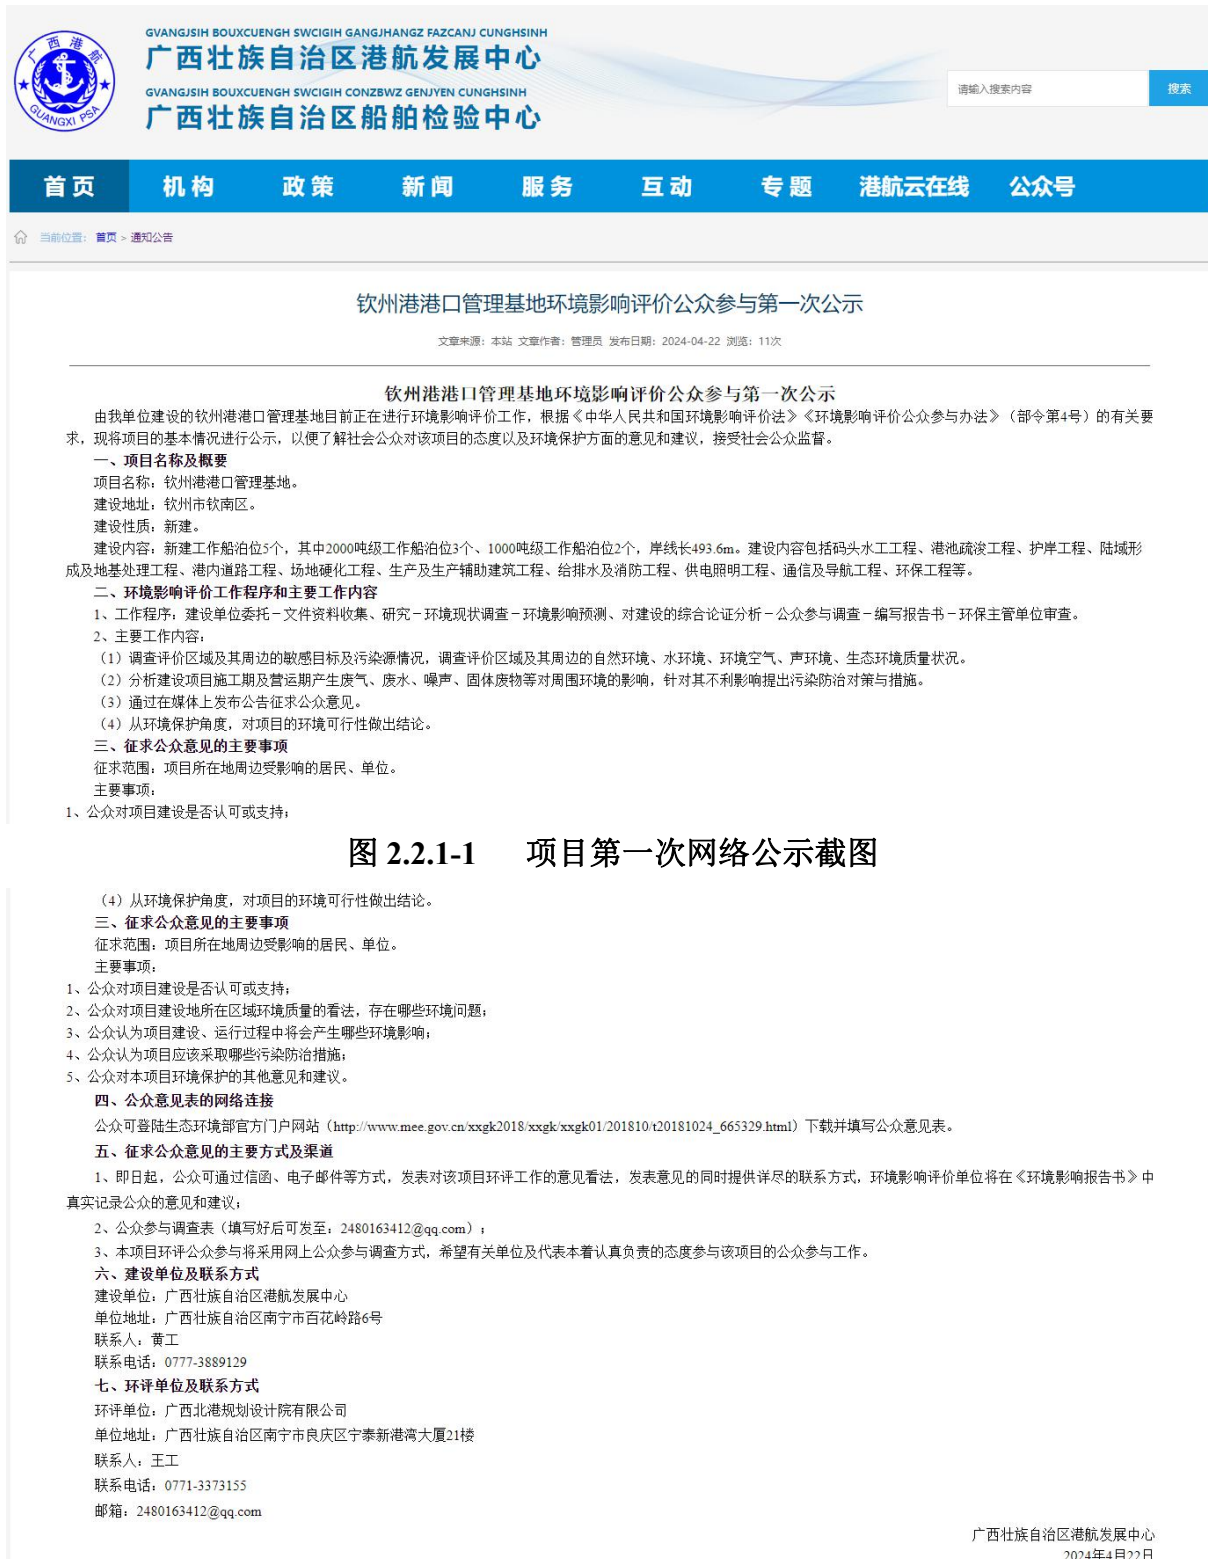 GVANGJSIH BOUXCUENGH SWCIGIH GANGJHANGZ FAZCANJ CUNGHSINH
广西壮族自治区港航发展中心
GVANGJSIH BOUXCUENGH SWCIGIH CONZBWZ GENJYEN CUNGHSINH
广西壮族自治区船舶检验中心
广西港航
GUANGXI PSA
请输入搜索内容
搜索
首页 机构 政策 新闻 服务 互动 专题 港航云在线 公众号
当前位置：首页 > 通知公告
钦州港港口管理基地环境影响评价公众参与第一次公示
文章来源：本站 文章作者：管理员 发布日期：2024-04-22 浏览：11次
钦州港港口管理基地环境影响评价公众参与第一次公示
由我单位建设的钦州港港口管理基地目前正在进行环境影响评价工作，根据《中华人民共和国环境影响评价法》《环境影响评价公众参与办法》（部令第4号）的有关要
求，现将项目的基本情况进行公示，以便了解社会公众对该项目的态度以及环境保护方面的意见和建议，接受社会公众监督。
一、项目名称及概要
项目名称：钦州港港口管理基地。
建设地址：钦州市钦南区。
建设性质：新建。
建设内容：新建工作船泊位5个，其中2000吨级工作船泊位3个、1000吨级工作船泊位2个，岸线长493.6m。建设内容包括码头水工工程、港池疏浚工程、护岸工程、陆域形
成及地基处理工程、港内道路工程、场地硬化工程、生产及生产辅助建筑工程、给排水及消防工程、供电照明工程、通信及导航工程、环保工程等。
二、环境影响评价工作程序和主要工作内容
1、工作程序：建设单位委托－文件资料收集、研究－环境现状调查－环境影响预测、对建设的综合论证分析－公众参与调查－编写报告书－环保主管单位审查。
2、主要工作内容：
（1）调查评价区域及其周边的敏感目标及污染源情况，调查评价区域及其周边的自然环境、水环境、环境空气、声环境、生态环境质量状况。
（2）分析建设项目施工期及营运期产生废气、废水、噪声、固体废物等对周围环境的影响，针对其不利影响提出污染防治对策与措施。
（3）通过在媒体上发布公告征求公众意见。
（4）从环境保护角度，对项目的环境可行性做出结论。
三、征求公众意见的主要事项
征求范围：项目所在地周边受影响的居民、单位。
主要事项：
1、公众对项目建设是否认可或支持；
图 2.2.1-1 项目第一次网络公示截图
（4）从环境保护角度，对项目的环境可行性做出结论。
三、征求公众意见的主要事项
征求范围：项目所在地周边受影响的居民、单位。
主要事项：
1、公众对项目建设是否认可或支持；
2、公众对项目建设地所在区域环境质量的看法，存在哪些环境问题；
3、公众认为项目建设、运行过程中将会产生哪些环境影响；
4、公众认为项目应该采取哪些污染防治措施；
5、公众对本项目环境保护的其他意见和建议。
四、公众意见表的网络连接
公众可登陆生态环境部官方门户网站（http://www.mee.gov.cn/xxgk2018/xxgk/xxgk01/201810/t20181024_665329.html）下载并填写公众意见表。
五、征求公众意见的主要方式及渠道
1、即日起，公众可通过信函、电子邮件等方式，发表对该项目环评工作的意见看法，发表意见的同时提供详尽的联系方式，环境影响评价单位将在《环境影响报告书》中
真实记录公众的意见和建议；
2、公众参与调查表（填写好后可发至：2480163412@qq.com）；
3、本项目环评公众参与将采用网上公众参与调查方式，希望有关单位及代表本着认真负责的态度参与该项目的公众参与工作。
六、建设单位及联系方式
建设单位：广西壮族自治区港航发展中心
单位地址：广西壮族自治区南宁市百花岭路6号
联系人：黄工
联系电话：0777-3889129
七、环评单位及联系方式
环评单位：广西北港规划设计院有限公司
单位地址：广西壮族自治区南宁市良庆区宁泰新港湾大厦21楼
联系人：王工
联系电话：0771-3373155
邮箱：2480163412@qq.com
广西壮族自治区港航发展中心
2024年4月22日